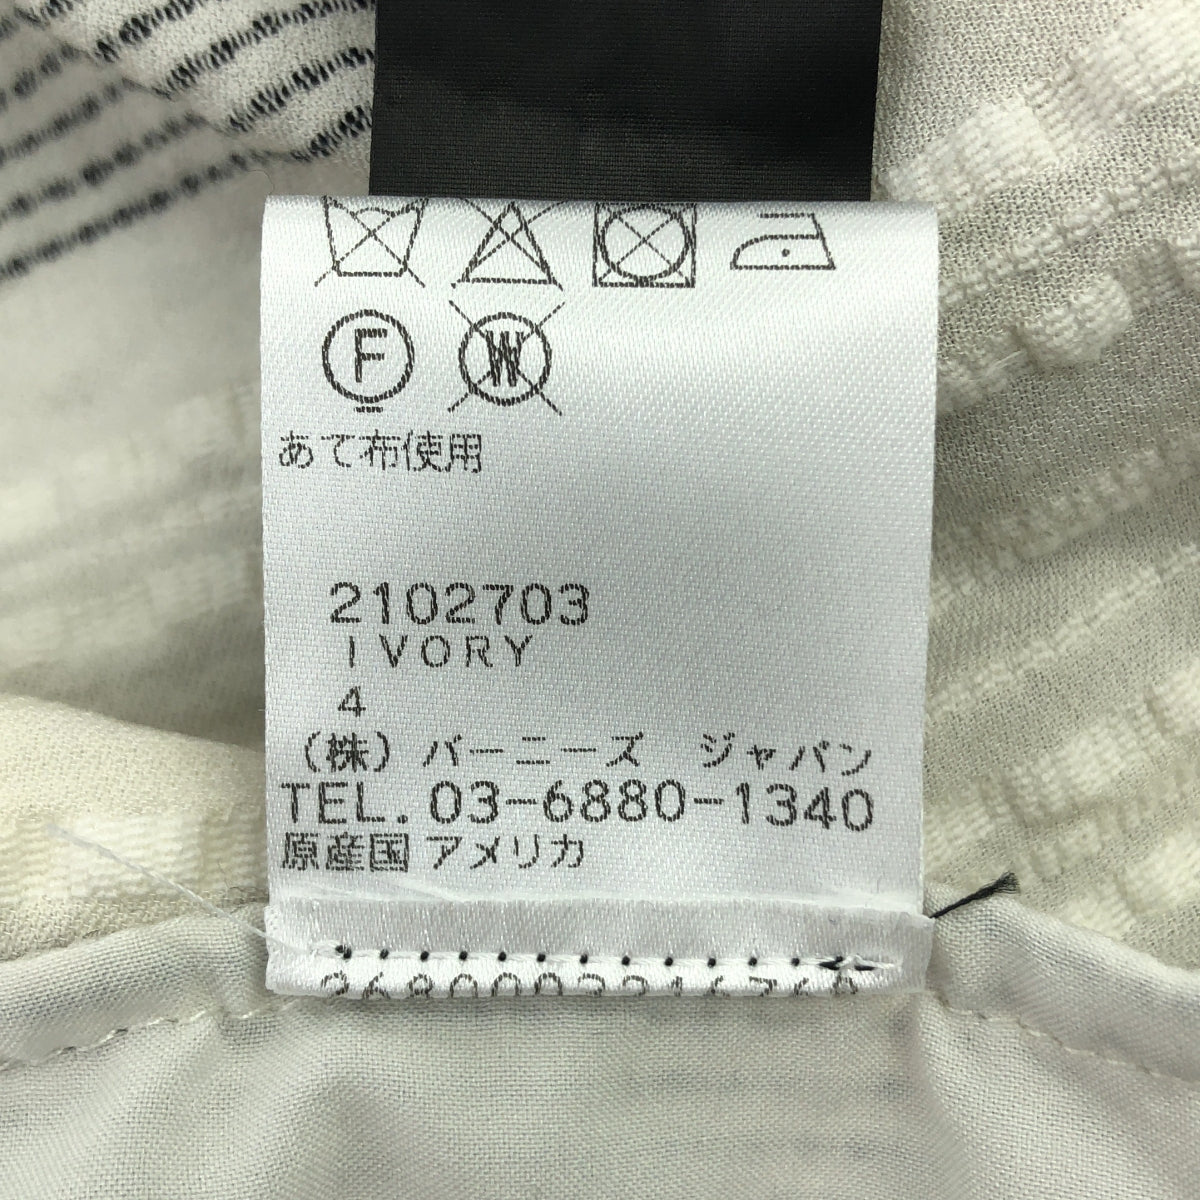 F W
あて布使用
2102703
IVORY
4
(株) バーニーズ ジャパン
TEL. 03-6880-1340
原産国 アメリカ